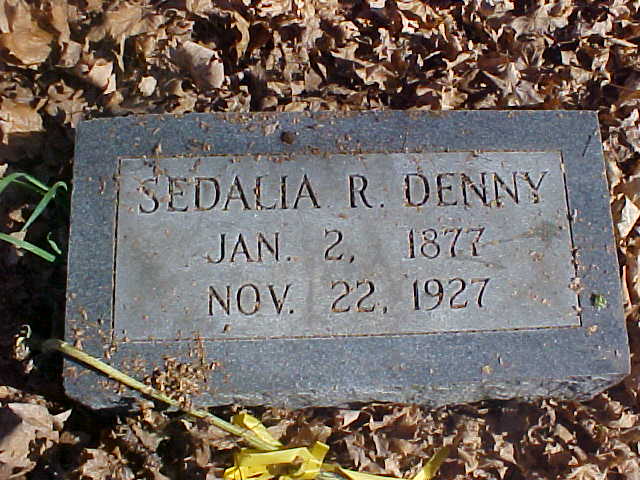 SEDALIA R. DENNY
JAN. 2, 1877
NOV. 22, 1927